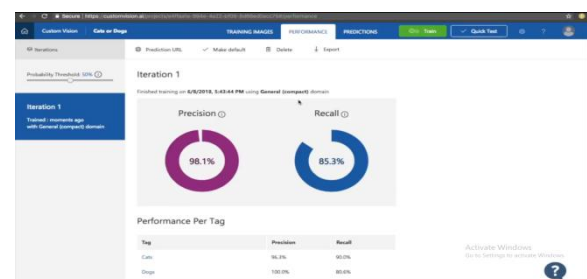 Secure | https://customvision.ai
Custom Vision Cats or Dogs TRAINING IMAGES PERFORMANCE PREDICTIONS Train Quick Test ?
Iterations Prediction URL Make default Delete Export
Probability Threshold: 50%
Iteration 1
Finished training on 6/8/2018, 5:43:44 PM using General (compact) domain
Iteration 1
Trained : moments ago
with General (compact) domain
Precision Recall
98.1% 85.3%
Performance Per Tag
Tag Precision Recall
Cats 96.3% 90.0%
Dogs 100.0% 80.6%
Activate Windows
Go to Settings to activate Windows.
?